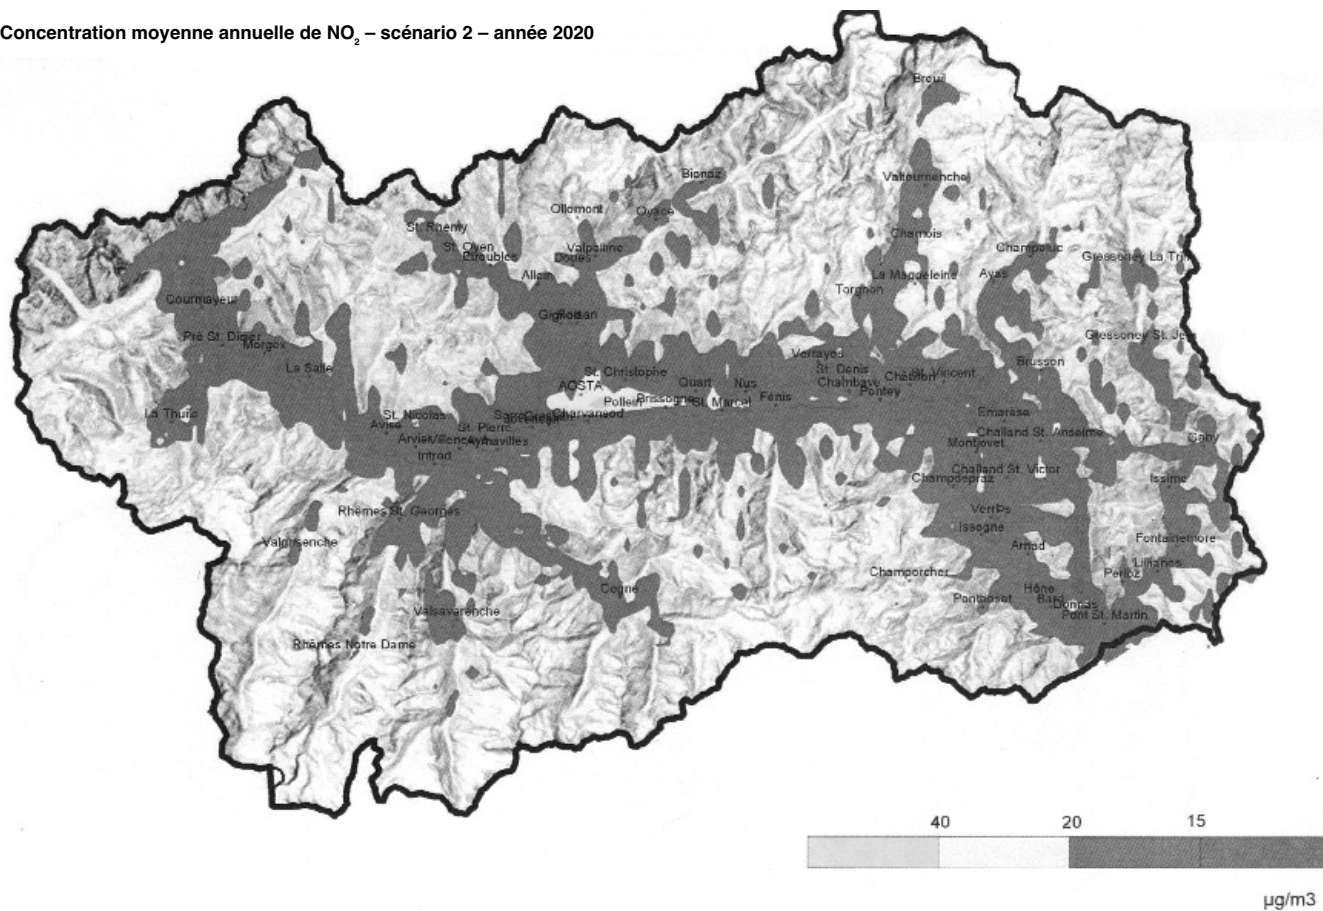 Concentration moyenne annuelle de NO2 – scénario 2 – année 2020
Breuil
Bionaz
Valtournenche
Ollomont
Oyace
St. Rhemy
Chamois
St. Oyen
Valpelline
Champoluc
Etroubles
Doues
Gressoney La Trin
Allein
La Magdeleine
Ayas
Torgnon
Courmayeur
Gignod
Pré St. Didier
Gressoney St. Je
Morgex
Verrayes
Brusson
La Salle
St. Christophe
St. Denis
St. Vincent
AOSTA
Quart
Nus
Chambave
Châtillon
Pontey
Pollein
Brissogne
St. Marcel
Fénis
La Thuile
St. Nicolas
Charvansod
Emarèse
Avise
St. Pierre
Challand St. Anselme
Arvier
Villeneuve
Aymavilles
Montjovet
Gaby
Introd
Challand St. Victor
Champdepraz
Issime
Rhêmes St. Georges
VerrÞs
Issogne
Valgrisenche
Arnad
Fontainemore
Champorcher
Lillianes
Perloz
Cogne
Hône
Pontboset
Bard
Donnas
Valsavarenche
Pont St. Martin
Rhêmes Notre Dame
40 20 15
µg/m3